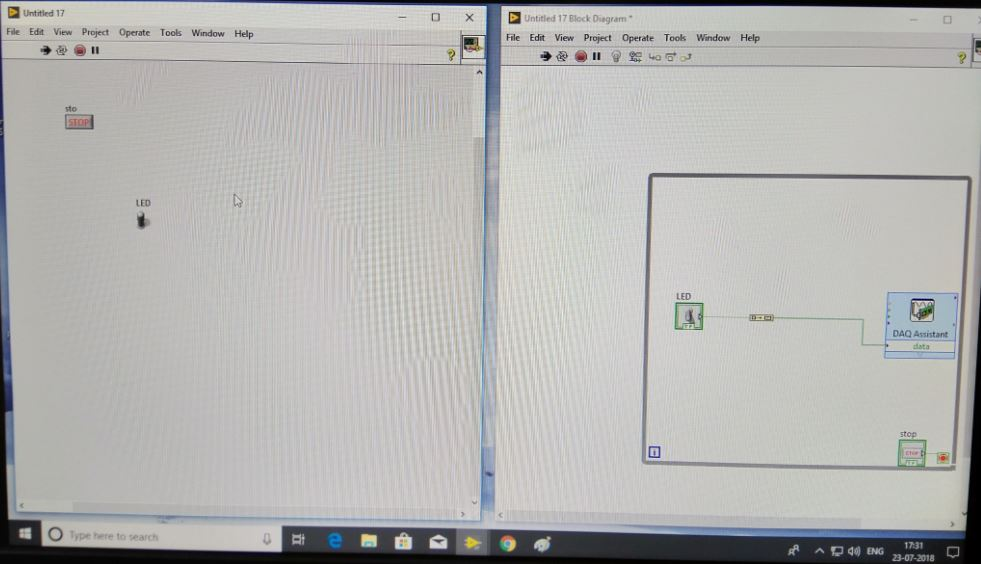 Untitled 17
File Edit View Project Operate Tools Window Help
sto
STOP
LED
Untitled 17 Block Diagram *
File Edit View Project Operate Tools Window Help
LED
TF
DAQ Assistant
data
stop
STOP
TF
i
Type here to search
ENG
17:31
23-07-2018